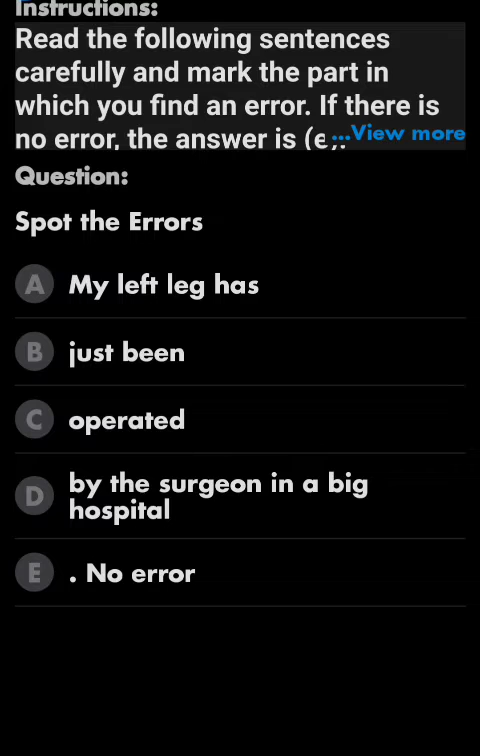 Instructions:
Read the following sentences
carefully and mark the part in
which you find an error. If there is
no error, the answer is (e). ...View more
Question:
Spot the Errors
A My left leg has
B just been
C operated
D by the surgeon in a big
hospital
E . No error